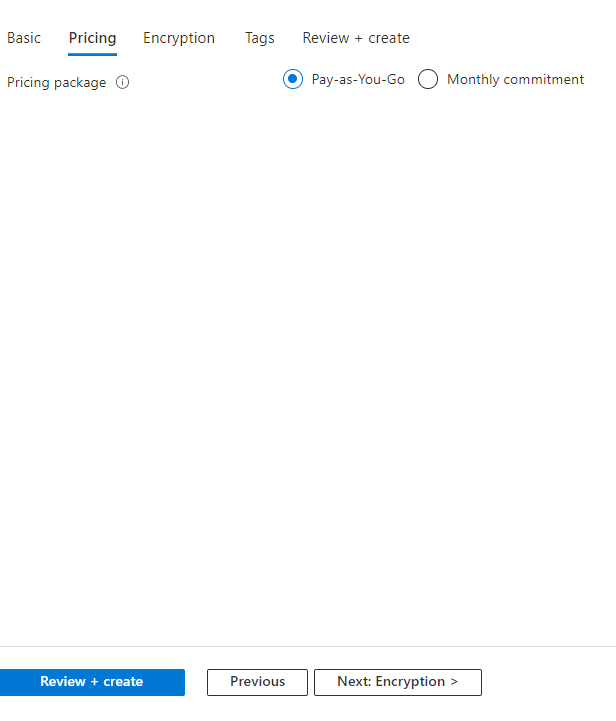 Basic Pricing Encryption Tags Review + create
Pricing package Pay-as-You-Go Monthly commitment
Review + create Previous Next: Encryption >